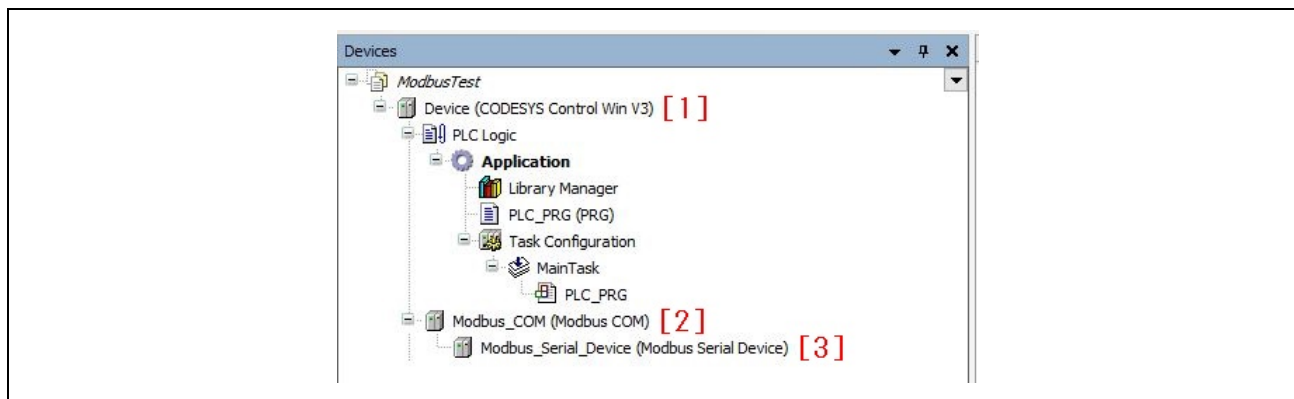 Devices
ModbusTest
Device (CODESYS Control Win V3) [1]
PLC Logic
Application
Library Manager
PLC_PRG (PRG)
Task Configuration
MainTask
PLC_PRG
Modbus_COM (Modbus COM) [2]
Modbus_Serial_Device (Modbus Serial Device) [3]